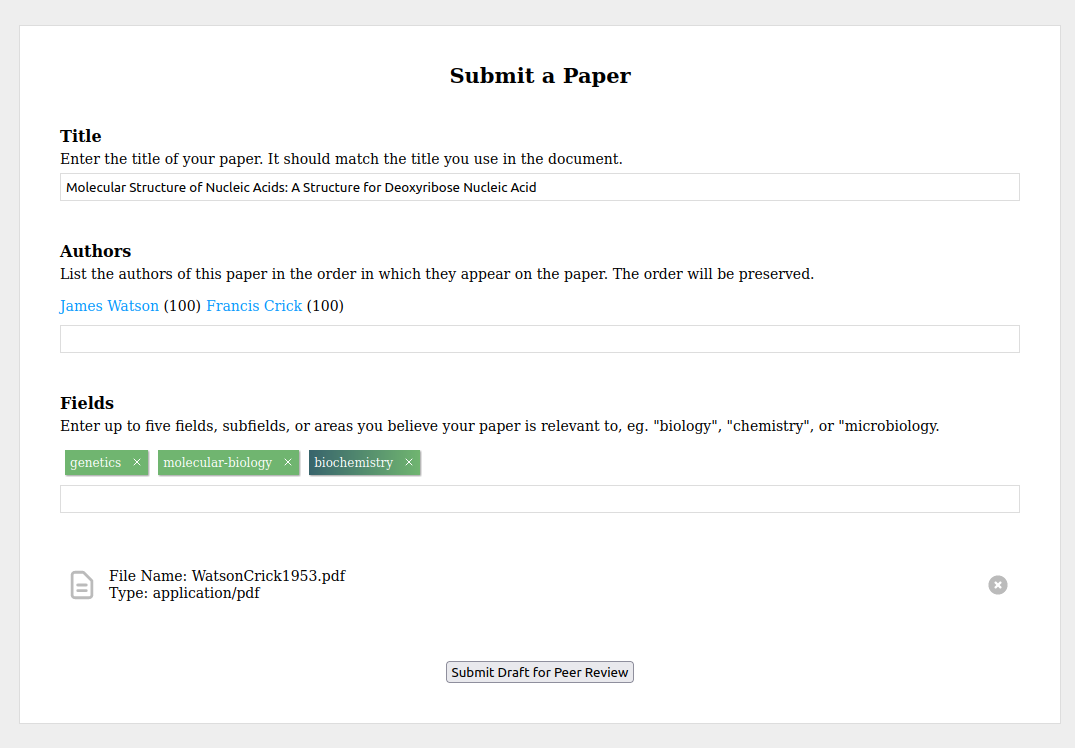 Submit a Paper
Title
Enter the title of your paper. It should match the title you use in the document.
Molecular Structure of Nucleic Acids: A Structure for Deoxyribose Nucleic Acid
Authors
List the authors of this paper in the order in which they appear on the paper. The order will be preserved.
James Watson (100) Francis Crick (100)
Fields
Enter up to five fields, subfields, or areas you believe your paper is relevant to, eg. "biology", "chemistry", or "microbiology.
genetics × molecular-biology × biochemistry ×
File Name: WatsonCrick1953.pdf
Type: application/pdf
Submit Draft for Peer Review